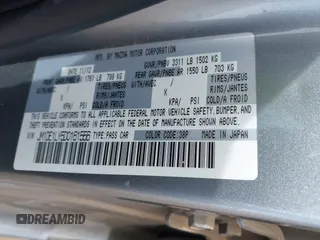 MFD. BY MAZDA MOTOR CORPORATION
DATE 11/12 GVWR/PNBV 3311 LB 1502 KG
FRONT GAWR/PNBE AV 1761 LB 799 KG REAR GAWR/PNBE AR 1550 LB 703 KG
TIRES/PNEUS X TIRES/PNEUS X
RIMS/JANTES X RIMS/JANTES X
KPA/ PSI/LPC KPA/ PSI/LPC
COLD/A FROID X COLD/A FROID X
THIS VEHICLE CONFORMS TO ALL APPLICABLE FEDERAL MOTOR VEHICLE SAFETY, BUMPER, AND
THEFT PREVENTION STANDARDS IN EFFECT ON THE DATE OF MANUFACTURE SHOWN ABOVE.
TYPE:PASS CAR COLOR CODE:38P MADE IN JAPAN
DREAMBID